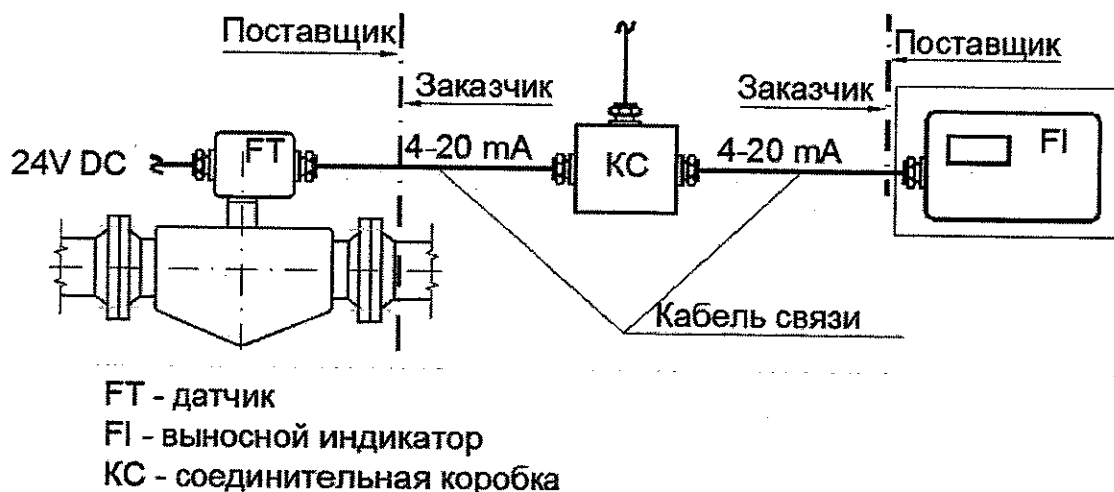 Поставщик
Поставщик
Заказчик
Заказчик
24V DC
FT
4-20 mA
КС
4-20 mA
FI
Кабель связи
FT - датчик
FI - выносной индикатор
КС - соединительная коробка